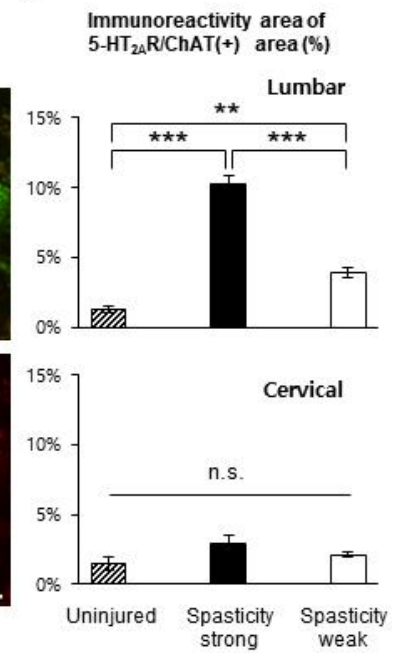 Immunoreactivity area of
5-HT₂ₐR/ChAT(+) area (%)
Lumbar
15%
**
*** ***
10%
5%
0%
15%
Cervical
10%
n.s.
5%
0%
Uninjured Spasticity Spasticity
strong weak